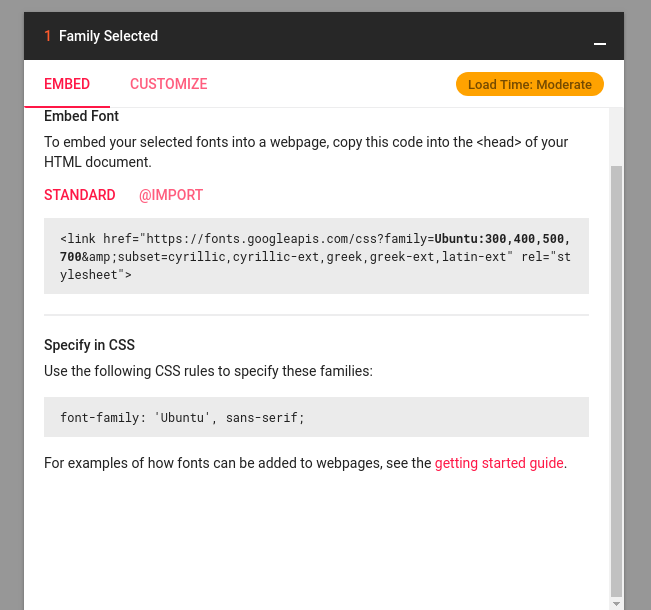 1 Family Selected
EMBED CUSTOMIZE Load Time: Moderate
Embed Font
To embed your selected fonts into a webpage, copy this code into the <head> of your
HTML document.
STANDARD @IMPORT
<link href="https://fonts.googleapis.com/css?family=Ubuntu:300,400,500,
700&amp;subset=cyrillic,cyrillic-ext,greek,greek-ext,latin-ext" rel="st
ylesheet">
Specify in CSS
Use the following CSS rules to specify these families:
font-family: 'Ubuntu', sans-serif;
For examples of how fonts can be added to webpages, see the getting started guide.